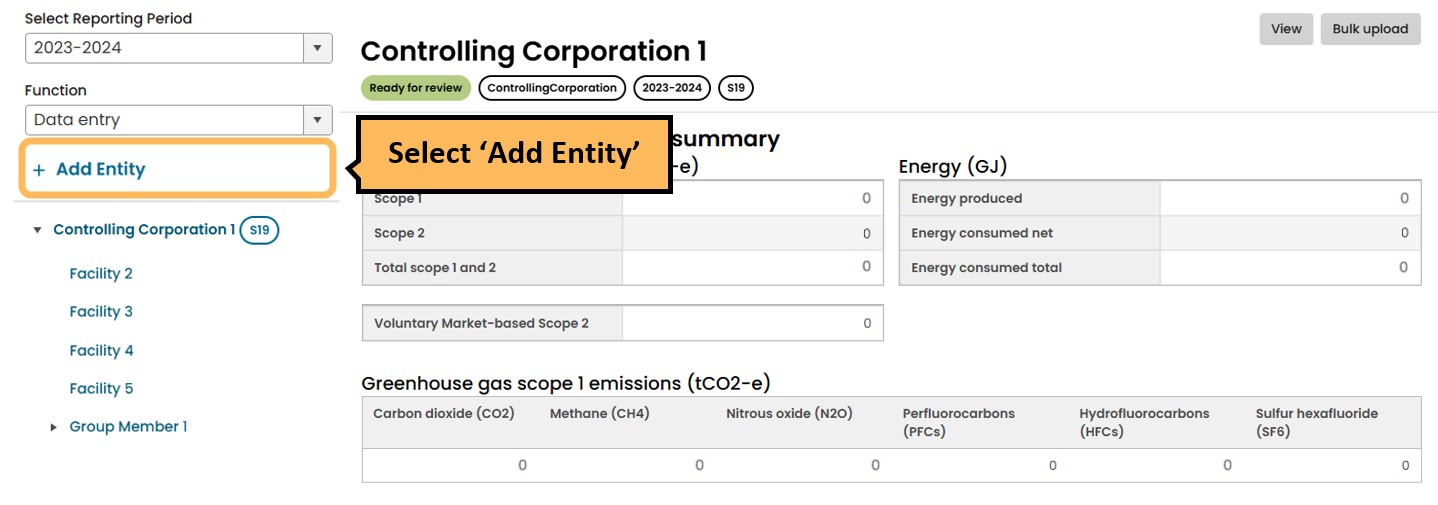 Select Reporting Period
2023-2024
Function
Data entry
+ Add Entity
Controlling Corporation 1 S19
Facility 2
Facility 3
Facility 4
Facility 5
Group Member 1
View Bulk upload
Controlling Corporation 1
Ready for review ControllingCorporation 2023-2024 S19
Select ‘Add Entity’
summary
-e)
Scope 1 0
Scope 2 0
Total scope 1 and 2 0
Voluntary Market-based Scope 2 0
Energy (GJ)
Energy produced 0
Energy consumed net 0
Energy consumed total 0
Greenhouse gas scope 1 emissions (tCO2-e)
Carbon dioxide (CO2) Methane (CH4) Nitrous oxide (N2O) Perfluorocarbons Hydrofluorocarbons Sulfur hexafluoride
(PFCs) (HFCs) (SF6)
0 0 0 0 0 0